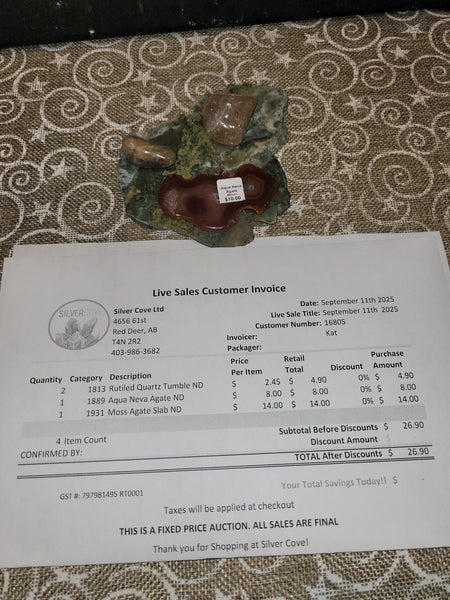 Aqua Neva
Agate
$10.00
Live Sales Customer Invoice
SILVERCOVE
Silver Cove Ltd
4656 61st
Red Deer, AB
T4N 2R2
403-986-3682
Date: September 11th 2025
Live Sale Title: September 11th 2025
Customer Number: 16805
Invoicer: Kat
Packager:
Quantity Category Description Price Per Item Retail Total Discount Purchase Amount
2 1813 Rutiled Quartz Tumble ND $ 2.45 $ 4.90 0% $ 4.90
1 1889 Aqua Neva Agate ND $ 8.00 $ 8.00 0% $ 8.00
1 1931 Moss Agate Slab ND $ 14.00 $ 14.00 0% $ 14.00
Subtotal Before Discounts $ 26.90
4 Item Count Discount Amount $
CONFIRMED BY: TOTAL After Discounts $ 26.90
Your Total Savings Today!! $
GST #: 797981495 RT0001
Taxes will be applied at checkout
THIS IS A FIXED PRICE AUCTION. ALL SALES ARE FINAL
Thank you for Shopping at Silver Cove!